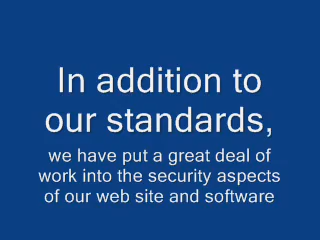 In addition to
our standards,
we have put a great deal of
work into the security aspects
of our web site and software